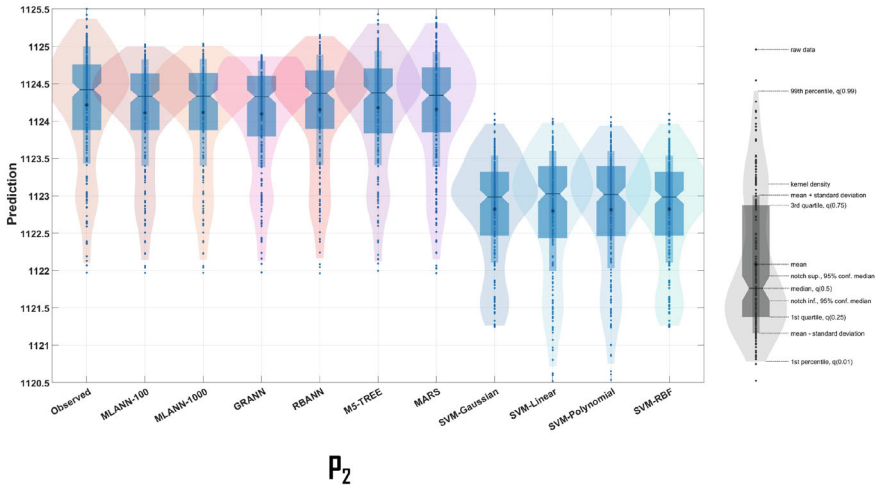 1125.5
1125
1124.5
1124
1123.5
1123
1122.5
1122
1121.5
1121
1120.5
Prediction
Observed
MLANN-100
MLANN-1000
GRANN
RBANN
M5-TREE
MARS
SVM-Gaussian
SVM-Linear
SVM-Polynomial
SVM-RBF
P2
raw data
99th percentile, q(0.99)
kernel density
mean + standard deviation
3rd quartile, q(0.75)
mean
notch sup., 95% conf. median
median, q(0.5)
notch inf., 95% conf. median
1st quartile, q(0.25)
mean - standard deviation
1st percentile, q(0.01)